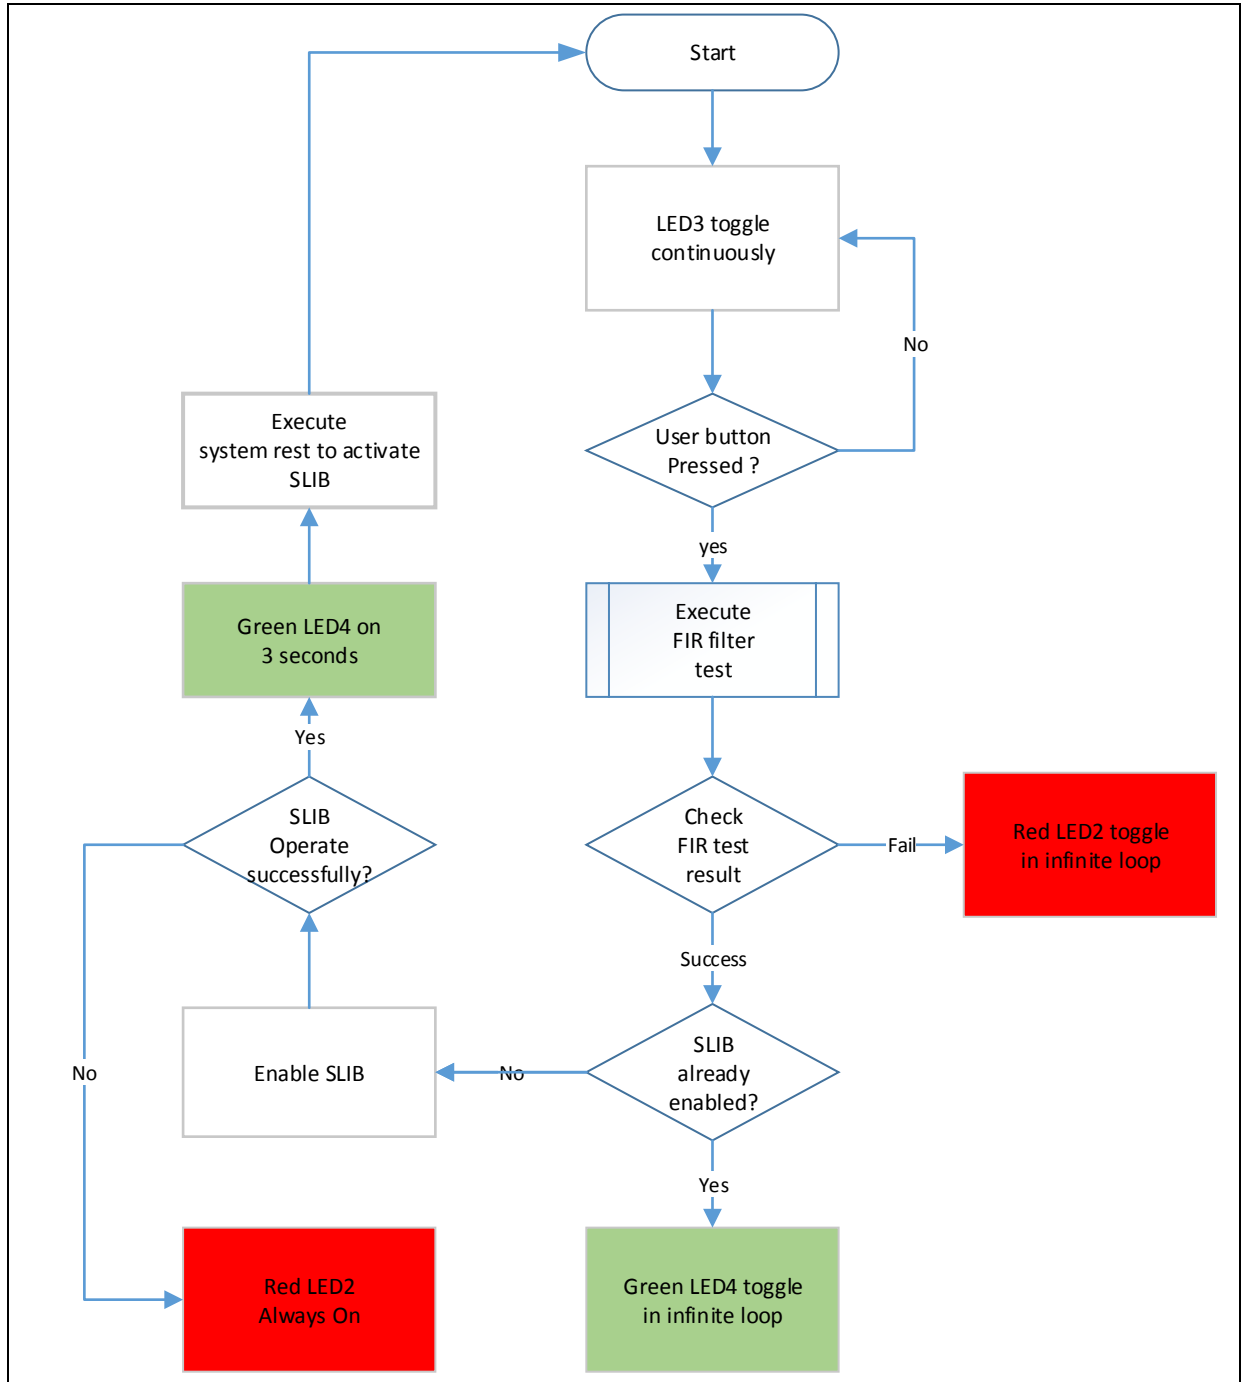 Start
LED3 toggle
continuously
No
User button
Pressed ?
yes
Execute
FIR filter
test
Check
FIR test
result
Fail
Red LED2 toggle
in infinite loop
Success
SLIB
already
enabled?
No
Yes
Green LED4 toggle
in infinite loop
Enable SLIB
SLIB
Operate
successfully?
Yes
No
Green LED4 on
3 seconds
Execute
system rest to activate
SLIB
Red LED2
Always On